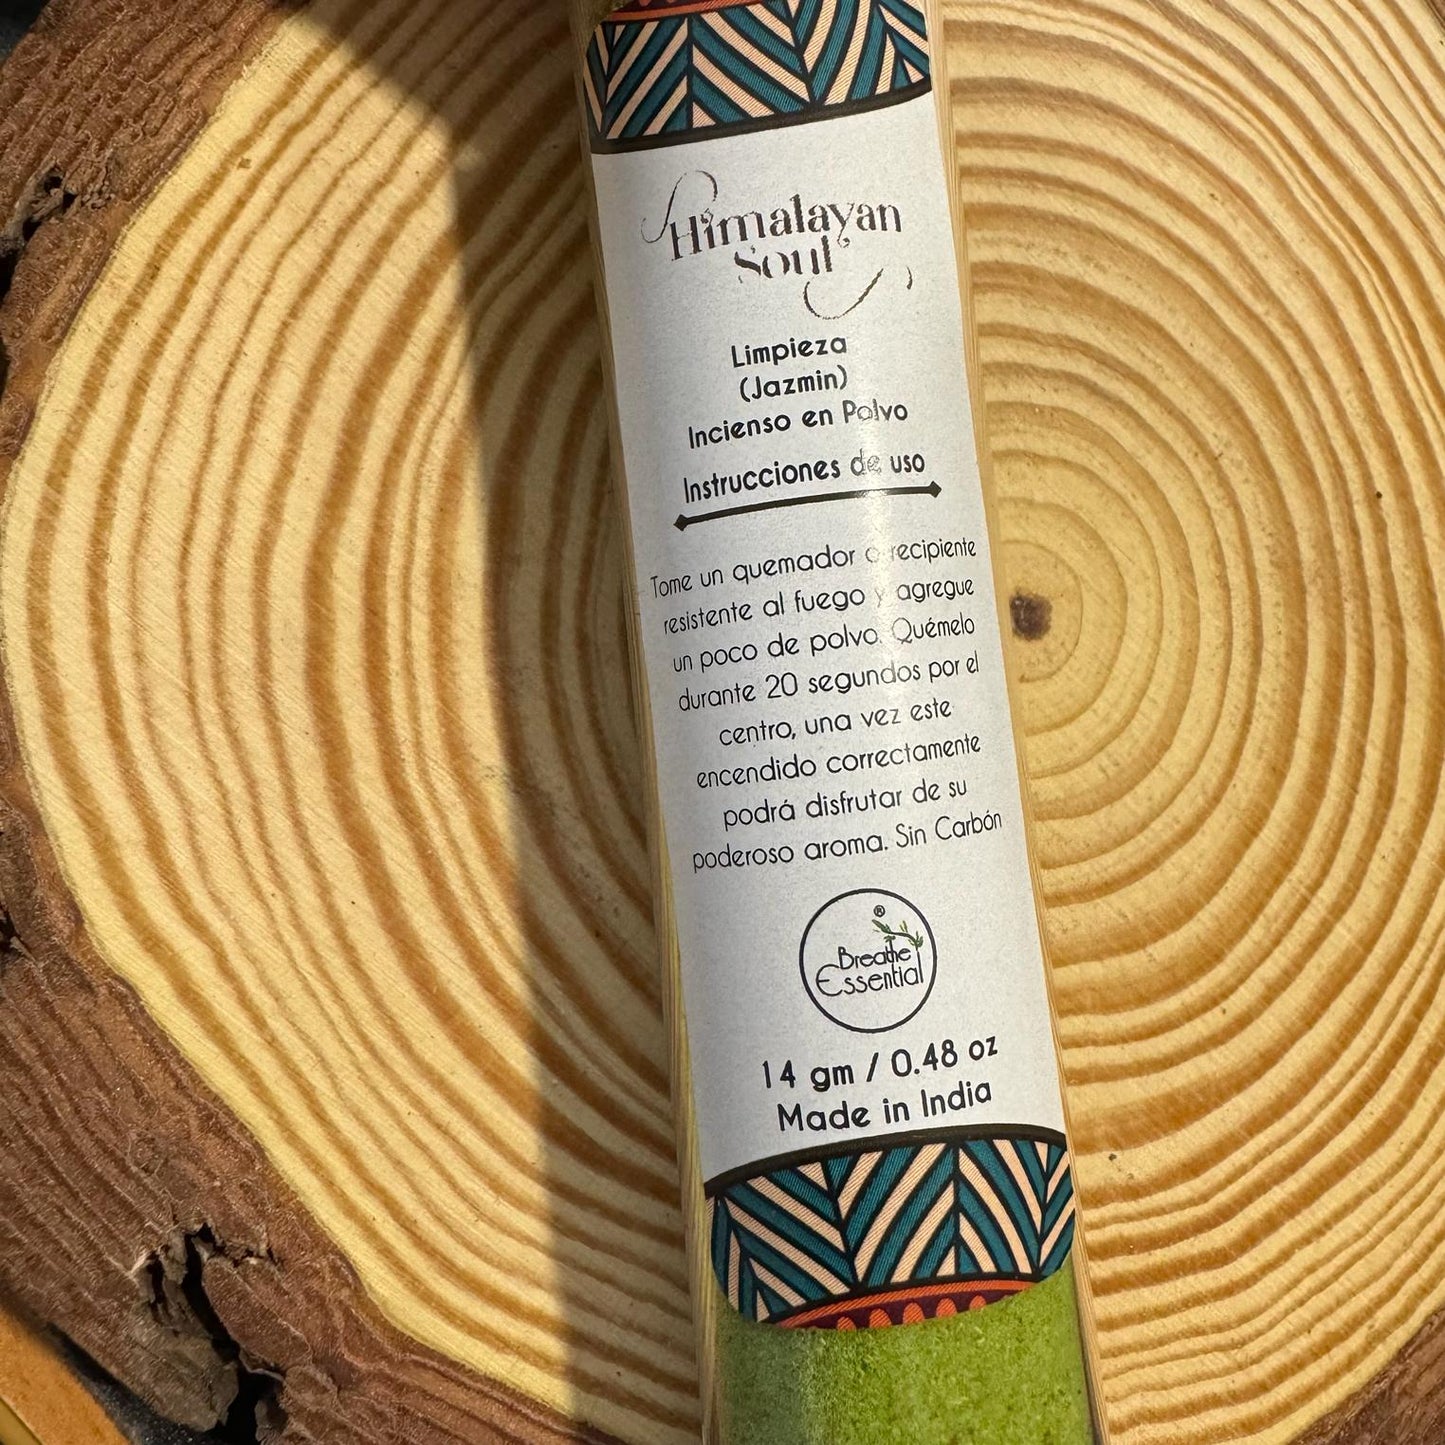 Himalayan
Soul
Limpieza
(Jazmin)
Incienso en Polvo
Instrucciones de uso
Tome un quemador o recipiente
resistente al fuego y agregue
un poco de polvo. Quémelo
durante 20 segundos por el
centro, una vez este
encendido correctamente
podrá disfrutar de su
poderoso aroma. Sin Carbón
®
Breathe
Essential
14 gm / 0.48 oz
Made in India